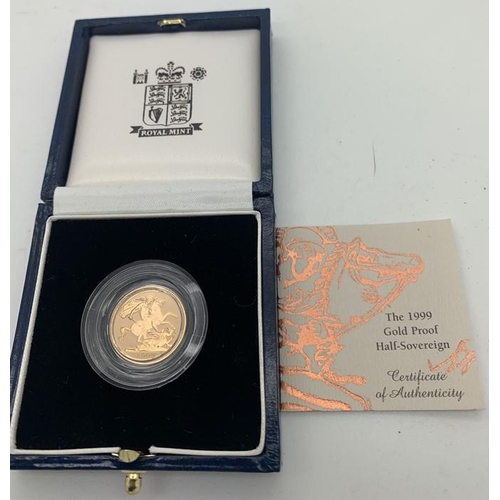 ROYAL MINT
The 1999
Gold Proof
Half-Sovereign
Certificate
of Authenticity